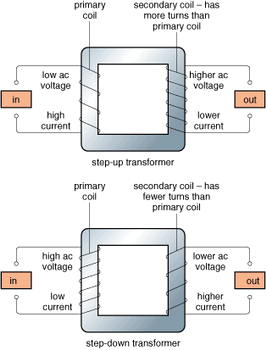 primary
coil
secondary coil – has
more turns than
primary coil
low ac
voltage
higher ac
voltage
in
out
high
current
lower
current
step-up transformer
primary
coil
secondary coil – has
fewer turns than
primary coil
high ac
voltage
lower ac
voltage
in
out
low
current
higher
current
step-down transformer